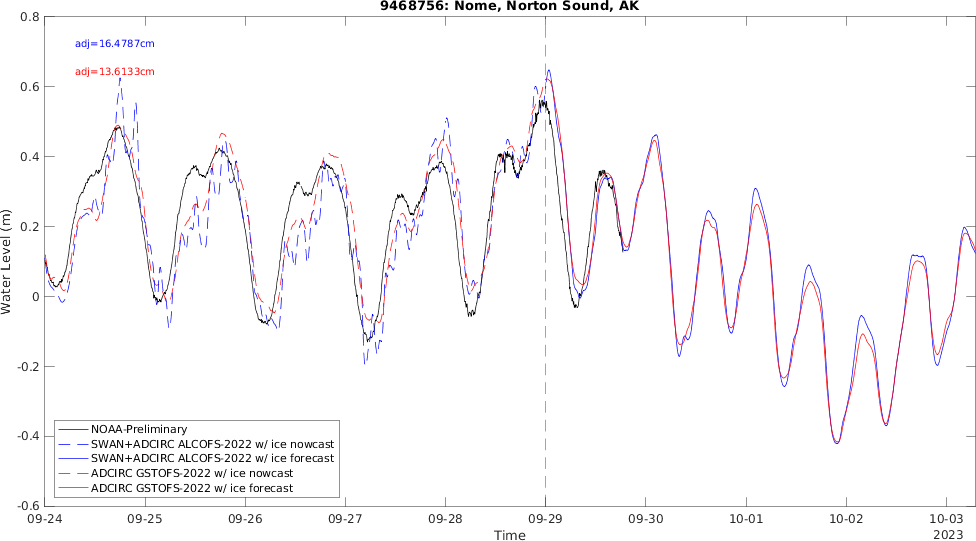 9468756: Nome, Norton Sound, AK
adj=16.4787cm
adj=13.6133cm
Water Level (m)
0.8
0.6
0.4
0.2
0
-0.2
-0.4
-0.6
NOAA-Preliminary
SWAN+ADCIRC ALCOFS-2022 w/ ice nowcast
SWAN+ADCIRC ALCOFS-2022 w/ ice forecast
ADCIRC GSTOFS-2022 w/ ice nowcast
ADCIRC GSTOFS-2022 w/ ice forecast
09-24 09-25 09-26 09-27 09-28 09-29 09-30 10-01 10-02 10-03
Time
2023